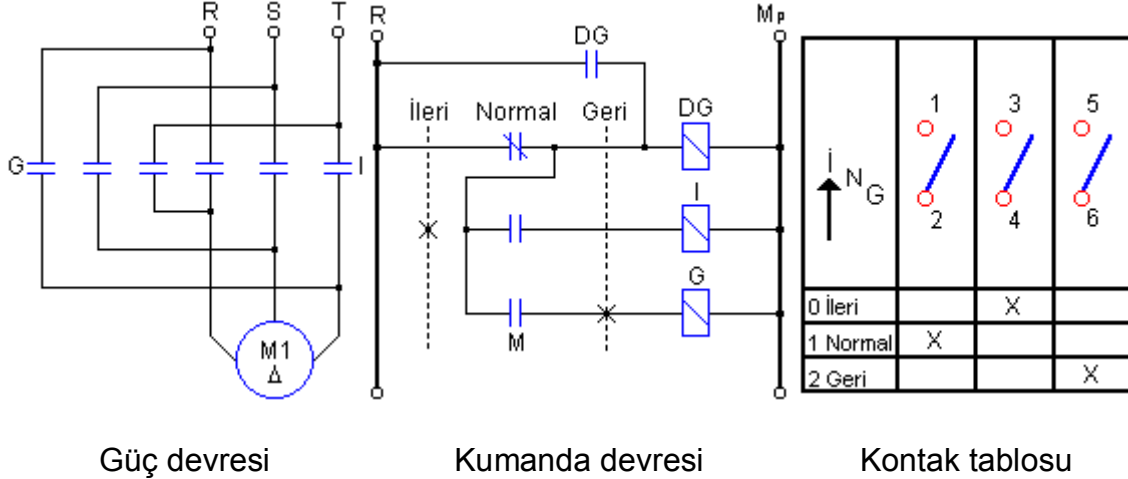 R S T
G I
M1
Δ
R Mp
DG
İleri Normal Geri DG
I
G
M
1 3 5
İ N G
2 4 6
0 İleri X
1 Normal X
2 Geri X
Güç devresi Kumanda devresi Kontak tablosu